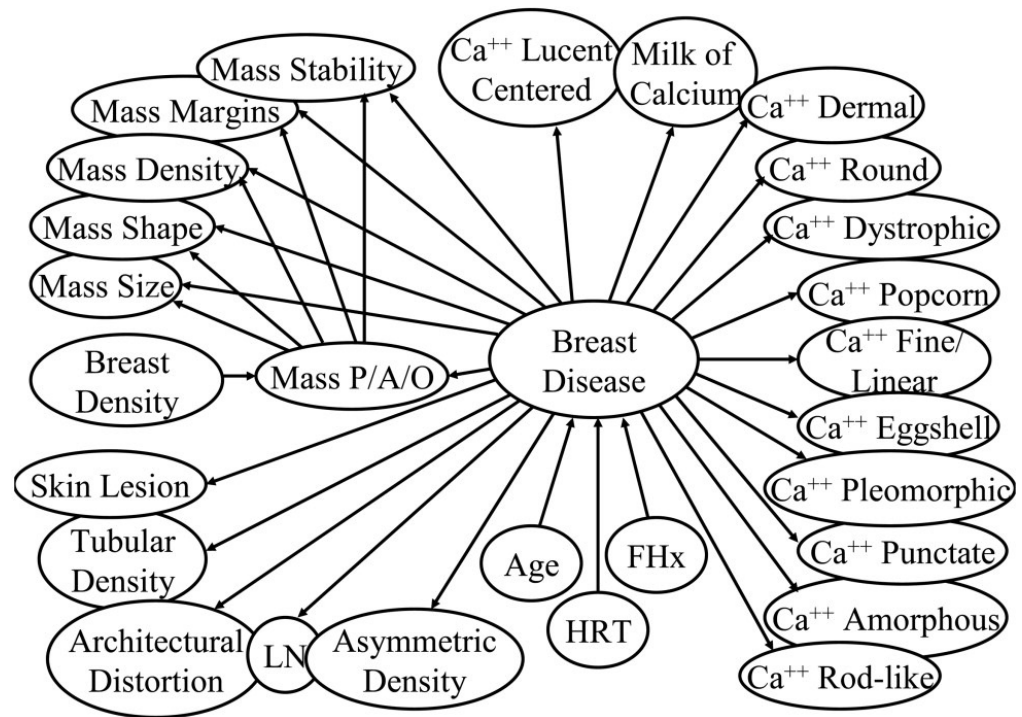 Mass Stability
Mass Margins
Mass Density
Mass Shape
Mass Size
Breast
Density
Mass P/A/O
Skin Lesion
Tubular
Density
Architectural
Distortion
LN
Asymmetric
Density
Breast
Disease
Age
HRT
FHx
Ca⁺⁺ Lucent
Centered
Milk of
Calcium
Ca⁺⁺ Dermal
Ca⁺⁺ Round
Ca⁺⁺ Dystrophic
Ca⁺⁺ Popcorn
Ca⁺⁺ Fine/
Linear
Ca⁺⁺ Eggshell
Ca⁺⁺ Pleomorphic
Ca⁺⁺ Punctate
Ca⁺⁺ Amorphous
Ca⁺⁺ Rod-like